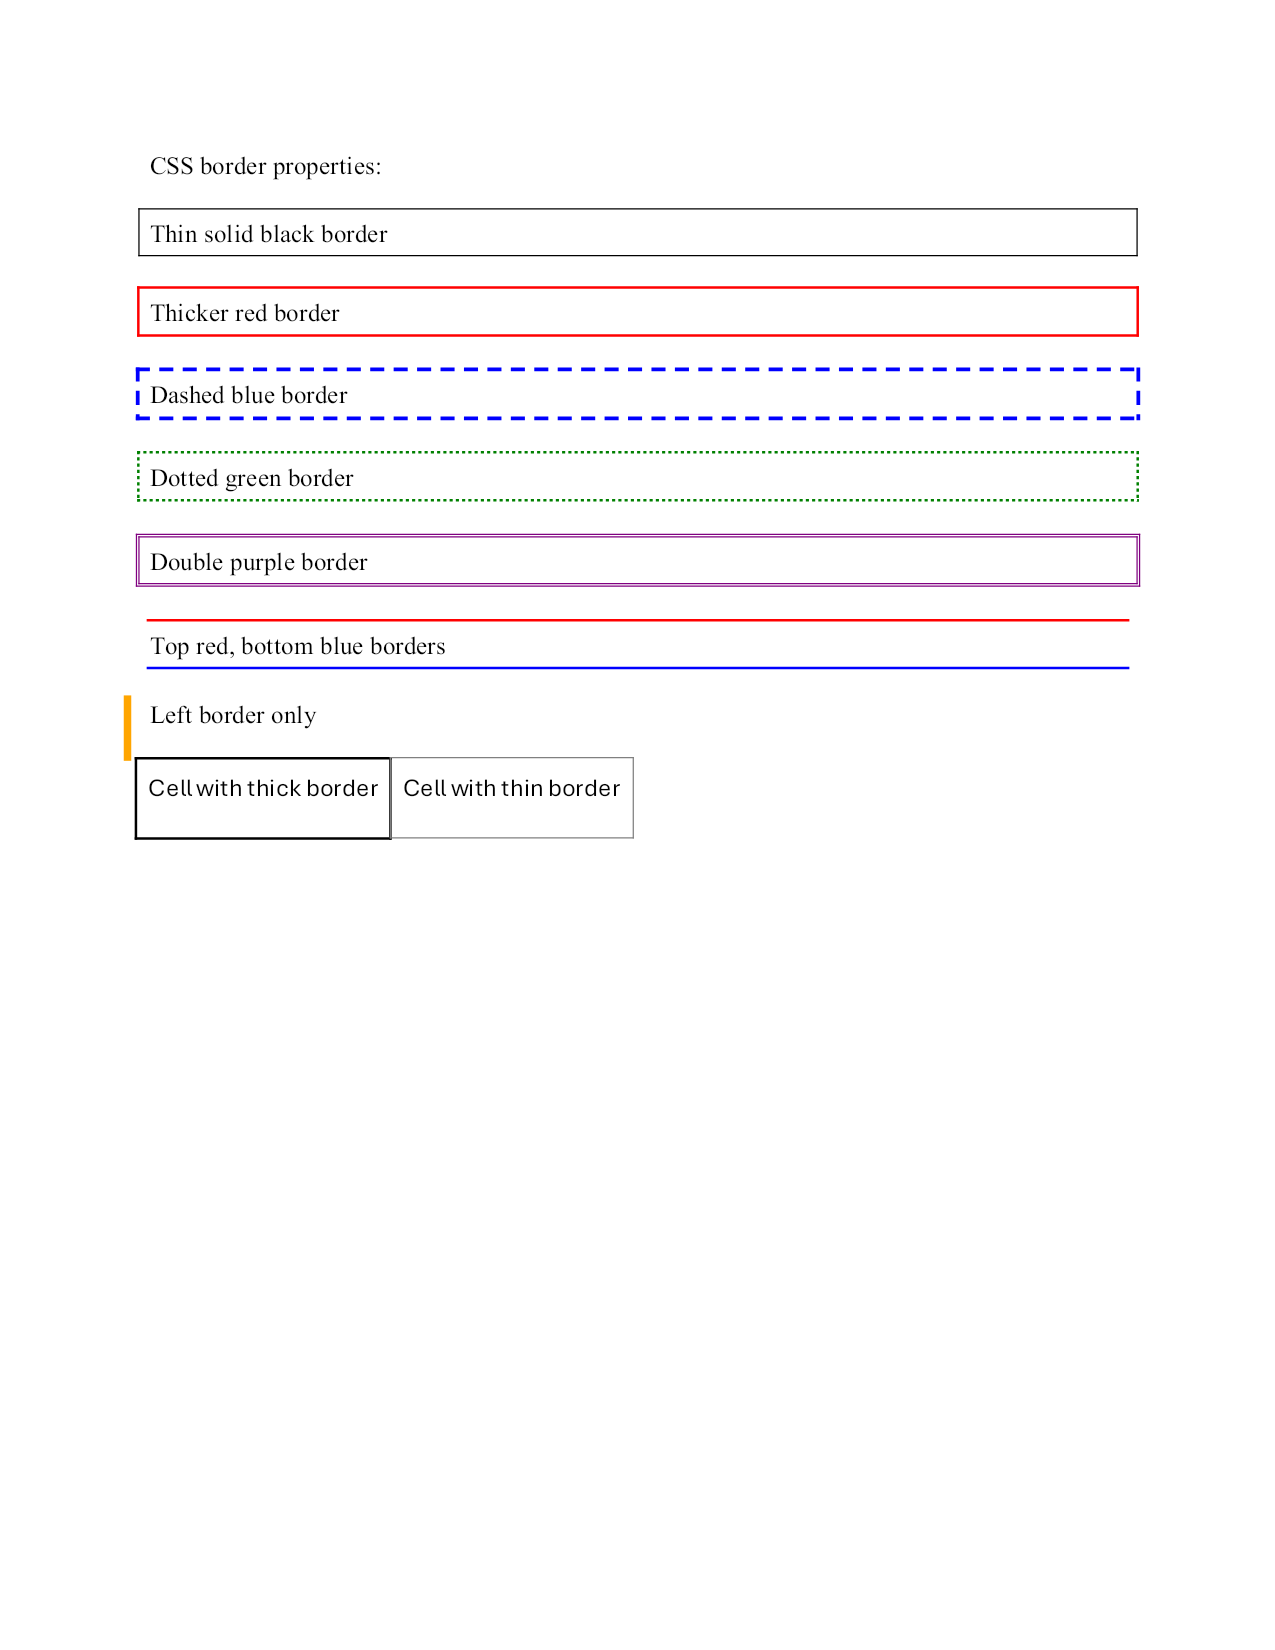 CSS border properties:
Thin solid black border
Thicker red border
Dashed blue border
Dotted green border
Double purple border
Top red, bottom blue borders
Left border only
Cell with thick border
Cell with thin border